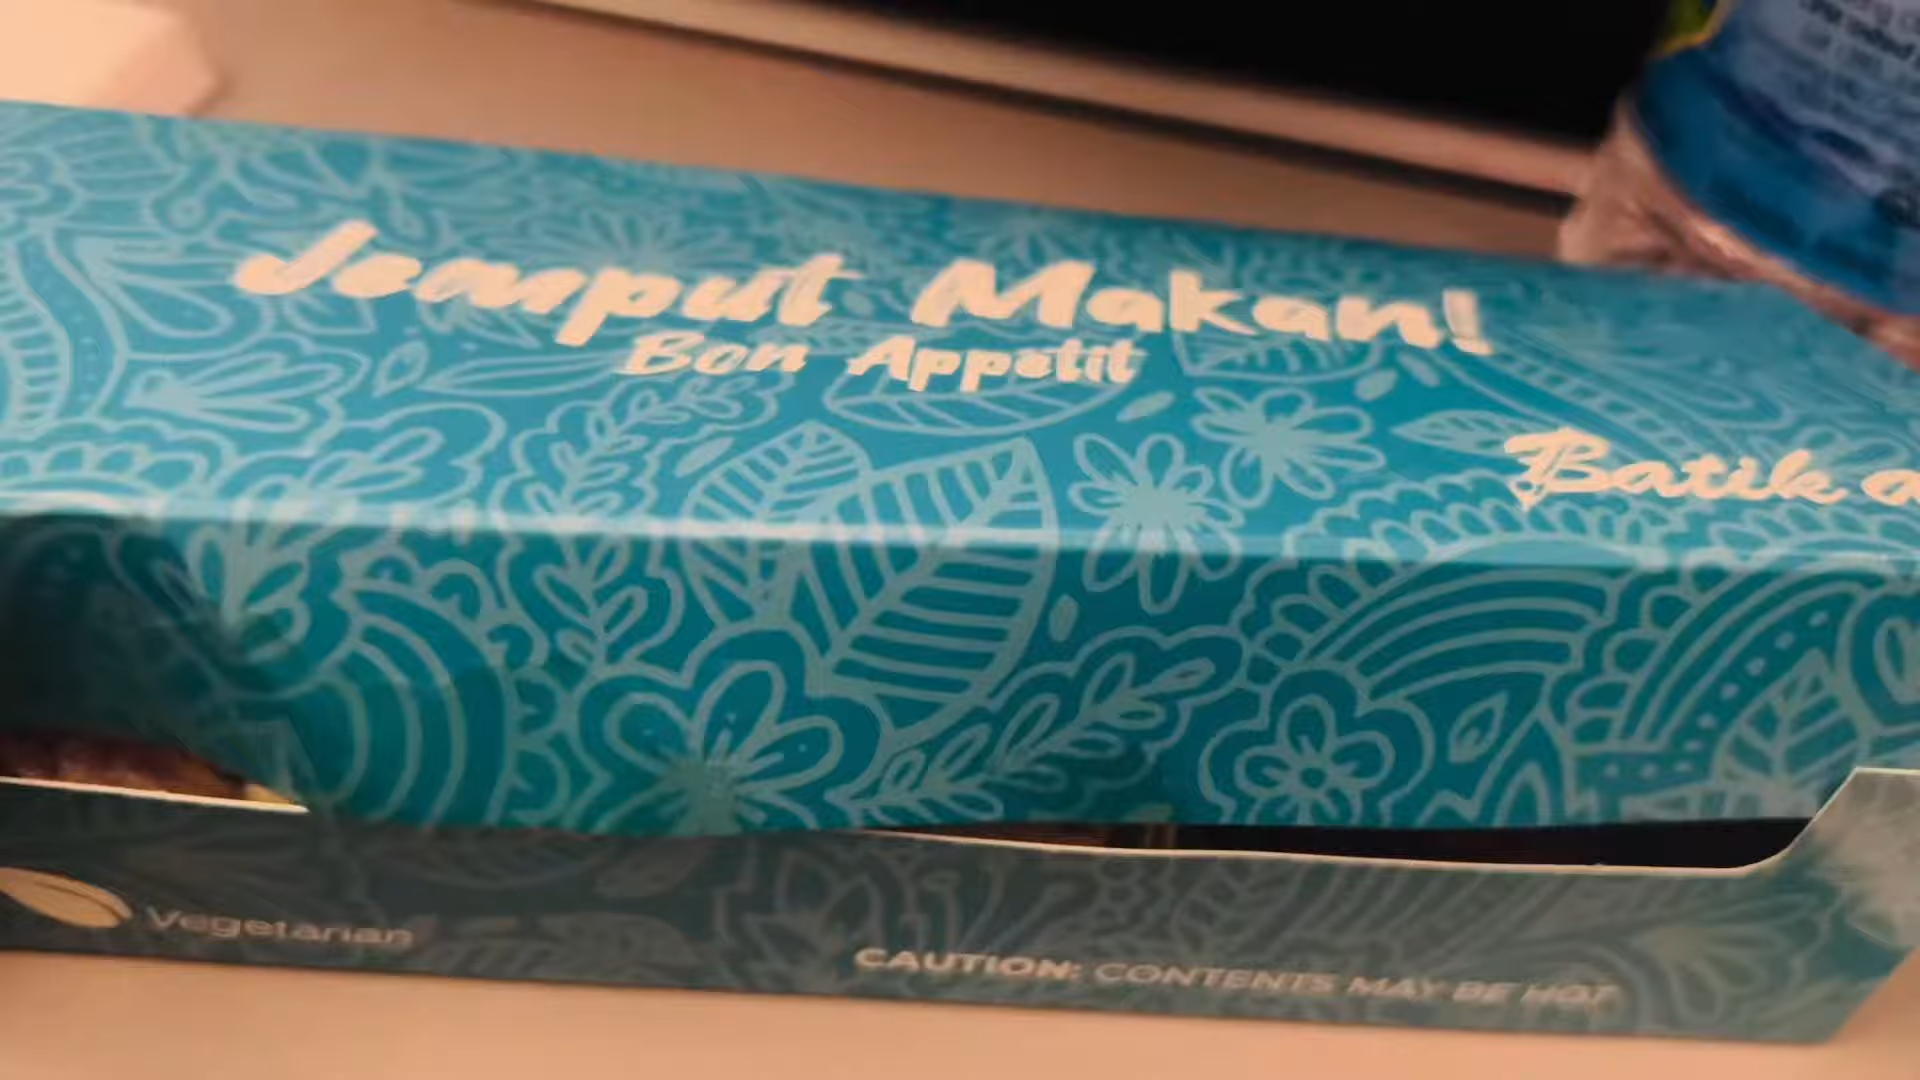 Jemput Makan!
Bon Appetit
Batik
Vegetarian
CAUTION: CONTENTS MAY BE HOT